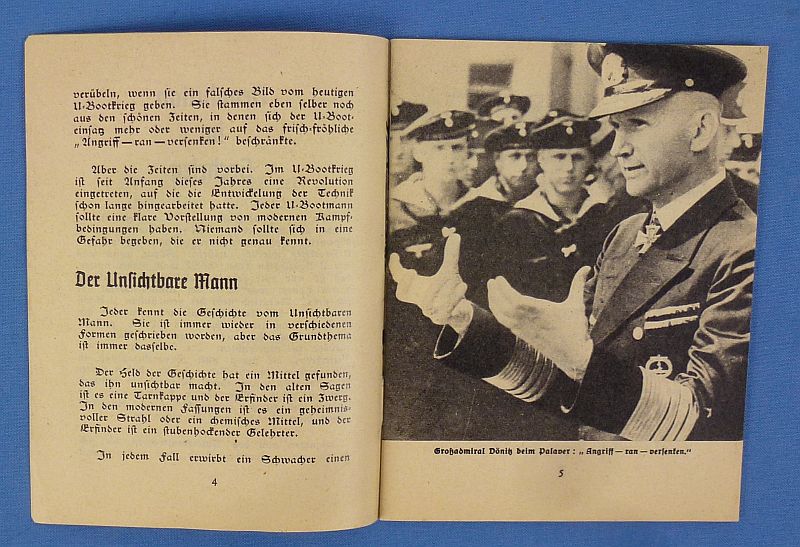 verübeln, wenn sie ein falsches Bild vom heutigen
U-Bootkrieg geben. Sie stammen eben selber noch
aus den schönen Zeiten, in denen sich der U-Boot-
einsatz mehr oder weniger auf das frisch-fröhliche
„Angriff — ran — versenken!" beschränkte.
Aber die Zeiten sind vorbei. Im U-Bootkrieg
ist seit Anfang dieses Jahres eine Revolution
eingetreten, auf die die Entwickelung der Technik
schon lange hingearbeitet hatte. Jeder U-Bootmann
sollte eine klare Vorstellung von modernen Kampf-
bedingungen haben. Niemand sollte sich in eine
Gefahr begeben, die er nicht genau kennt.
Der Unsichtbare Mann
Jeder kennt die Geschichte vom Unsichtbaren
Mann. Sie ist immer wieder in verschiedenen
Formen geschrieben worden, aber das Grundthema
ist immer dasselbe.
Der Held der Geschichte hat ein Mittel gefunden,
das ihn unsichtbar macht. In den alten Sagen
ist es eine Tarnkappe und der Erfinder ist ein Zwerg.
In den modernen Fassungen ist es ein geheimnis-
voller Strahl oder ein chemisches Mittel, und der
Erfinder ist ein stubenhockender Gelehrter.
In jedem Fall erwirbt ein Schwacher einen
4
Großadmiral Dönitz beim Palaver: „Angriff — ran — versenken."
5